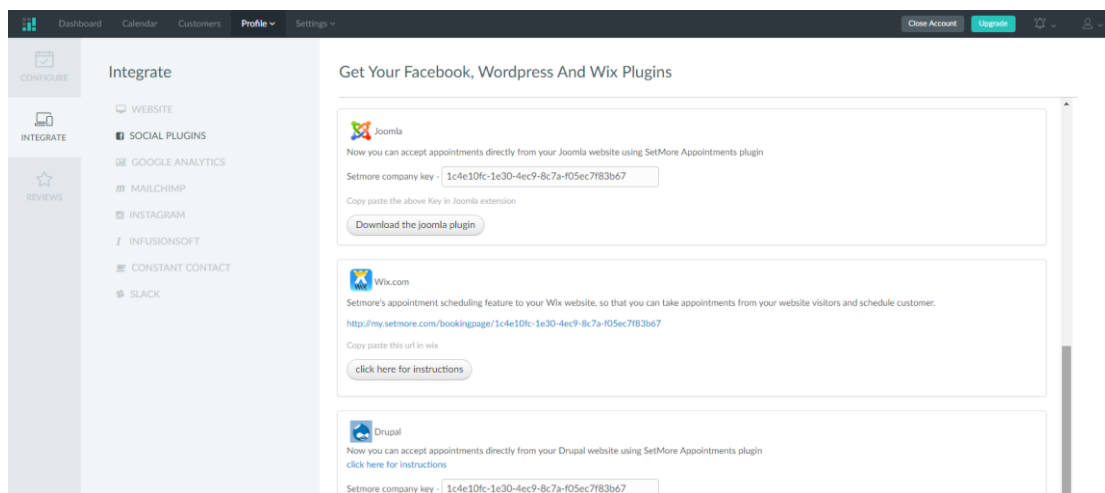 Dashboard Calendar Customers Profile Settings Close Account Upgrade
CONFIGURE
INTEGRATE
REVIEWS
Integrate
WEBSITE
SOCIAL PLUGINS
GOOGLE ANALYTICS
MAILCHIMP
INSTAGRAM
INFUSIONSOFT
CONSTANT CONTACT
SLACK
Get Your Facebook, Wordpress And Wix Plugins
Joomla
Now you can accept appointments directly from your Joomla website using SetMore Appointments plugin
Setmore company key - 1c4e10fc-1e30-4ec9-8c7a-f05ec7f83b67
Copy paste the above Key in Joomla extension
Download the joomla plugin
WiX Wix.com
Setmore's appointment scheduling feature to your Wix website, so that you can take appointments from your website visitors and schedule customer.
http://my.setmore.com/bookingpage/1c4e10fc-1e30-4ec9-8c7a-f05ec7f83b67
Copy paste this url in wix
click here for instructions
Drupal
Now you can accept appointments directly from your Drupal website using SetMore Appointments plugin
click here for instructions
Setmore company key - 1c4e10fc-1e30-4ec9-8c7a-f05ec7f83b67